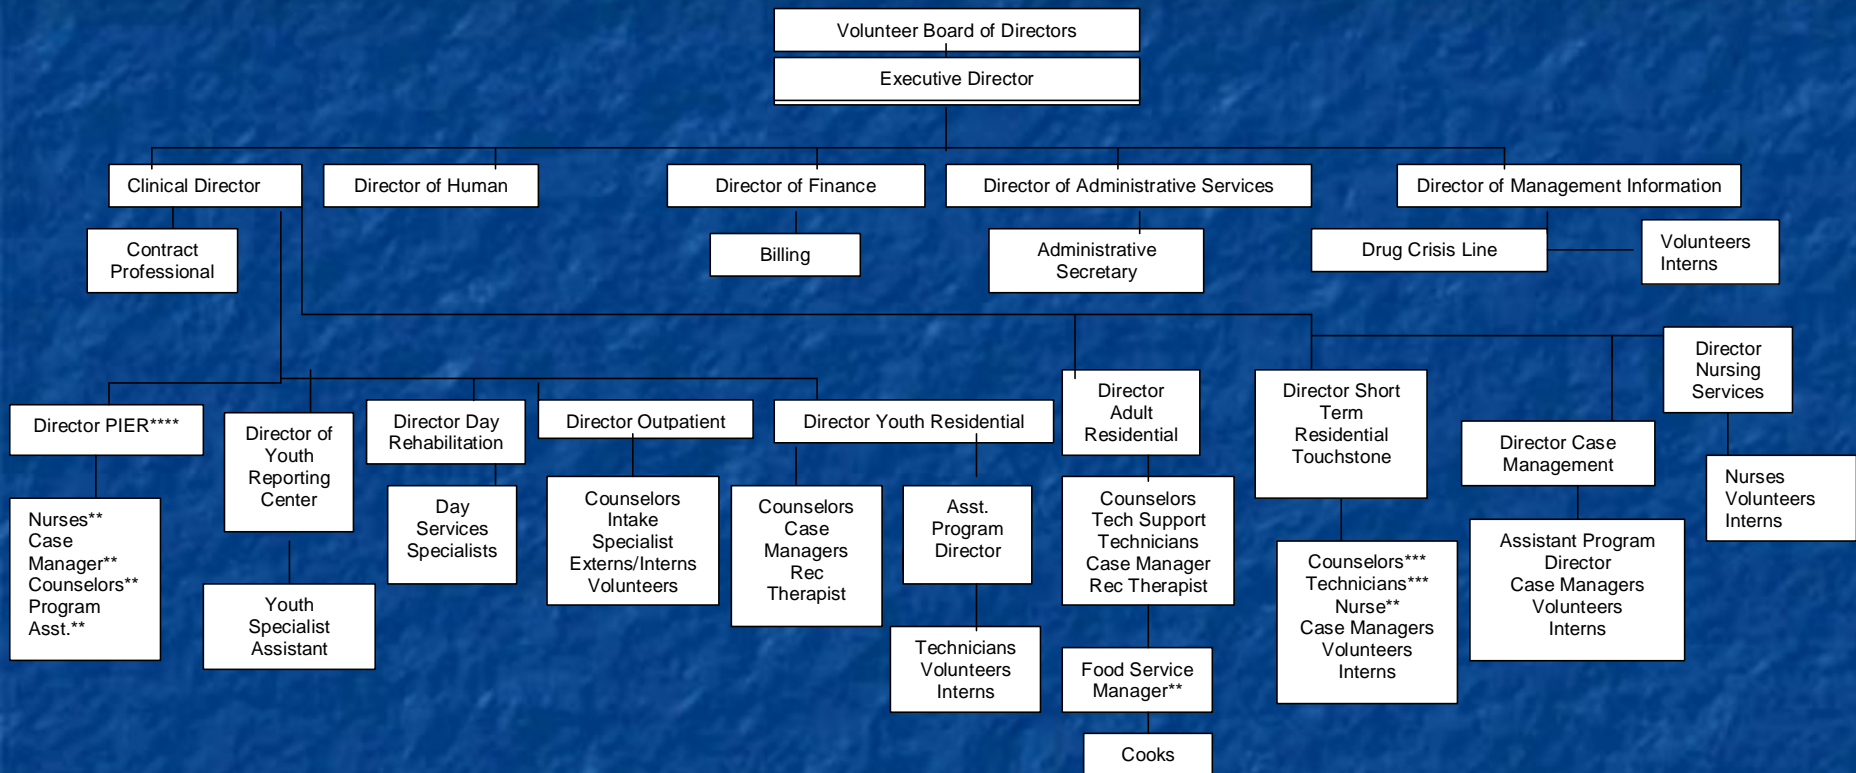 Volunteer Board of Directors
Executive Director
Clinical Director
Director of Human
Director of Finance
Director of Administrative Services
Director of Management Information
Contract
Professional
Billing
Administrative
Secretary
Drug Crisis Line
Volunteers
Interns
Director PIER****
Director of
Youth
Reporting
Center
Director Day
Rehabilitation
Director Outpatient
Director Youth Residential
Director
Adult
Residential
Director Short
Term
Residential
Touchstone
Director Case
Management
Director
Nursing
Services
Nurses**
Case
Manager**
Counselors**
Program
Asst.**
Youth
Specialist
Assistant
Day
Services
Specialists
Counselors
Intake
Specialist
Externs/Interns
Volunteers
Counselors
Case
Managers
Rec
Therapist
Asst.
Program
Director
Technicians
Volunteers
Interns
Counselors
Tech Support
Technicians
Case Manager
Rec Therapist
Food Service
Manager**
Cooks
Counselors***
Technicians***
Nurse**
Case Managers
Volunteers
Interns
Assistant Program
Director
Case Managers
Volunteers
Interns
Nurses
Volunteers
Interns